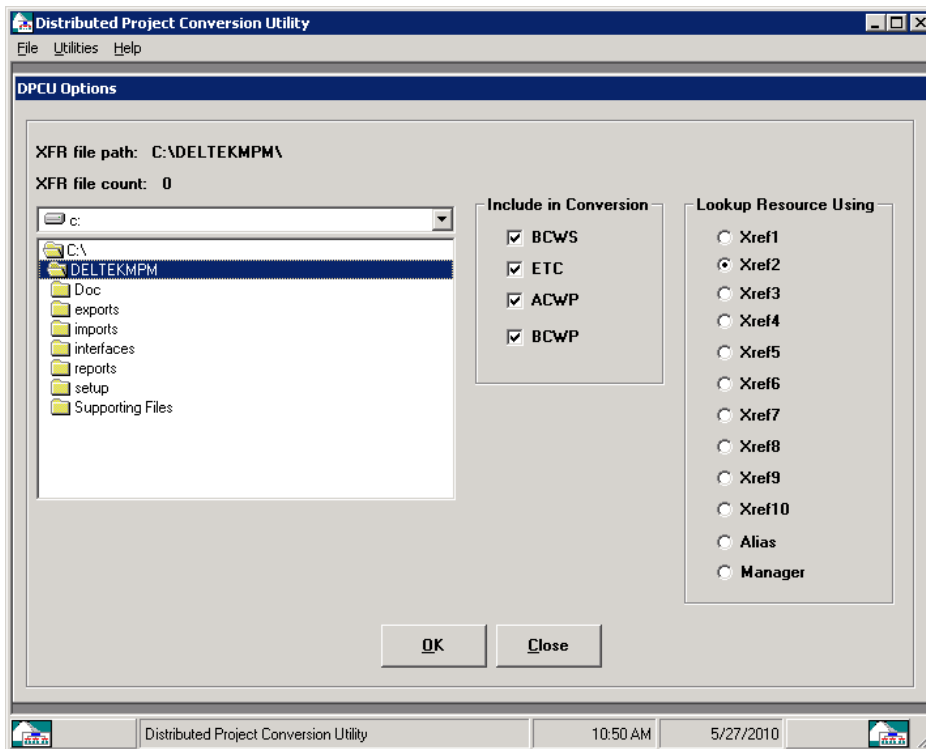 Distributed Project Conversion Utility
File Utilities Help
DPCU Options
XFR file path: C:\DELTEKMPM\
XFR file count: 0
c:
C:\
DELTEKMPM
Doc
exports
imports
interfaces
reports
setup
Supporting Files
Include in Conversion
BCWS
ETC
ACWP
BCWP
Lookup Resource Using
Xref1
Xref2
Xref3
Xref4
Xref5
Xref6
Xref7
Xref8
Xref9
Xref10
Alias
Manager
OK Close
Distributed Project Conversion Utility 10:50 AM 5/27/2010